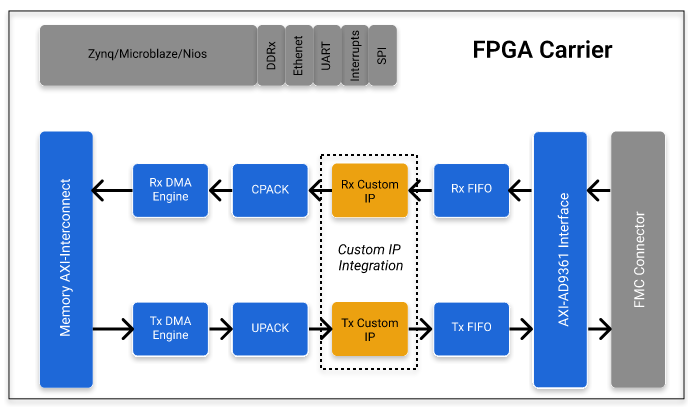 FPGA Carrier
Zynq/Microblaze/Nios
DDRx
Ethenet
UART
Interrupts
SPI
Memory AXI-Interconnect
Rx DMA
Engine
CPACK
Rx Custom
IP
Rx FIFO
AXI-AD9361 Interface
FMC Connector
Custom IP
Integration
Tx DMA
Engine
UPACK
Tx Custom
IP
Tx FIFO